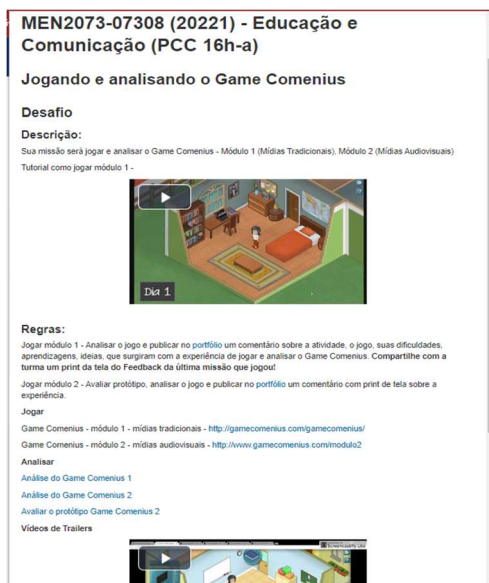 MEN2073-07308 (20221) - Educação e
Comunicação (PCC 16h-a)
Jogando e analisando o Game Comenius
Desafio
Descrição:
Sua missão será jogar e analisar o Game Comenius - Módulo 1 (Mídias Tradicionais), Módulo 2 (Mídias Audiovisuais)
Tutorial como jogar módulo 1 -
Dia 1
Regras:
Jogar módulo 1 - Analisar o jogo e publicar no portfólio um comentário sobre a atividade, o jogo, suas dificuldades,
aprendizagens, ideias, que surgiram com a experiência de jogar e analisar o Game Comenius. Compartilhe com a
turma um print da tela do Feedback da última missão que jogou!
Jogar módulo 2 - Avaliar protótipo, analisar o jogo e publicar no portfólio um comentário com print de tela sobre a
experiência.
Jogar
Game Comenius - módulo 1 - mídias tradicionais - http://gamecomenius.com/gamecomenius/
Game Comenius - módulo 2 - mídias audiovisuais - http://www.gamecomenius.com/modulo2
Analisar
Análise do Game Comenius 1
Análise do Game Comenius 2
Avaliar o protótipo Game Comenius 2
Vídeos de Trailers